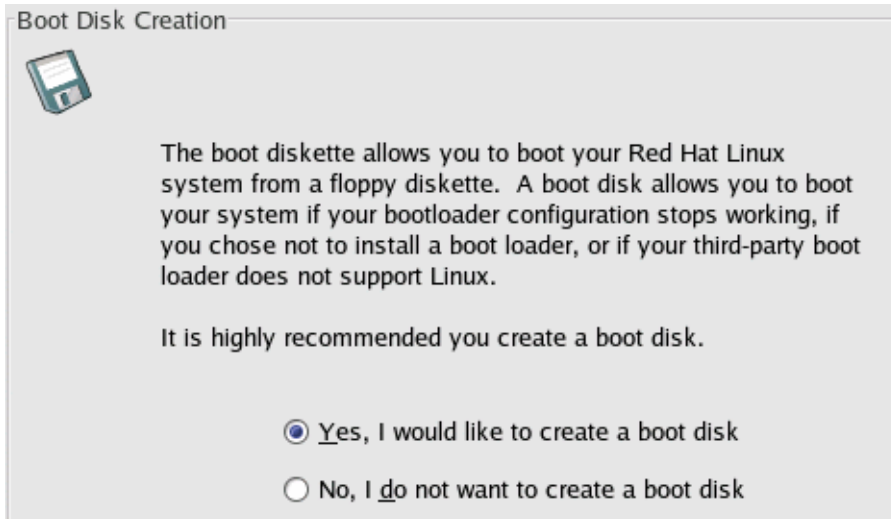 Boot Disk Creation
The boot diskette allows you to boot your Red Hat Linux
system from a floppy diskette.  A boot disk allows you to boot
your system if your bootloader configuration stops working, if
you chose not to install a boot loader, or if your third-party boot
loader does not support Linux.
It is highly recommended you create a boot disk.
Yes, I would like to create a boot disk
No, I do not want to create a boot disk